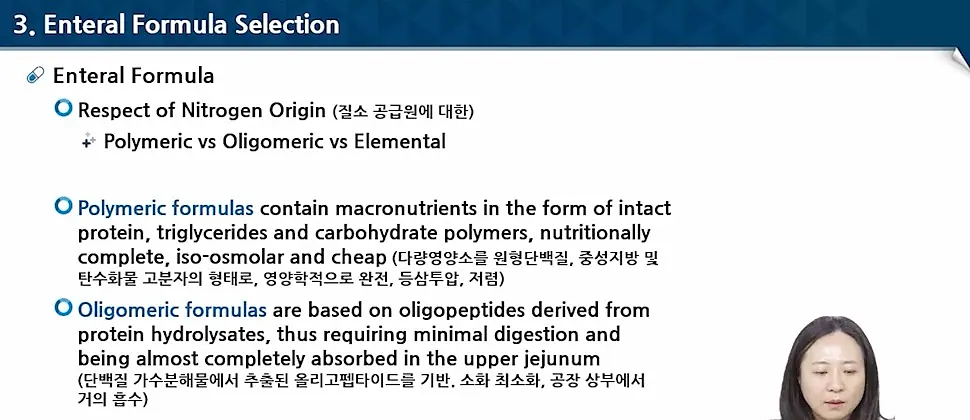 3. Enteral Formula Selection
Enteral Formula
Respect of Nitrogen Origin (질소 공급원에 대한)
Polymeric vs Oligomeric vs Elemental
Polymeric formulas contain macronutrients in the form of intact
protein, triglycerides and carbohydrate polymers, nutritionally
complete, iso-osmolar and cheap (다량영양소를 원형단백질, 중성지방 및
탄수화물 고분자의 형태로, 영양학적으로 완전, 등삼투압, 저렴)
Oligomeric formulas are based on oligopeptides derived from
protein hydrolysates, thus requiring minimal digestion and
being almost completely absorbed in the upper jejunum
(단백질 가수분해물에서 추출된 올리고펩타이드를 기반. 소화 최소화, 공장 상부에서
거의 흡수)